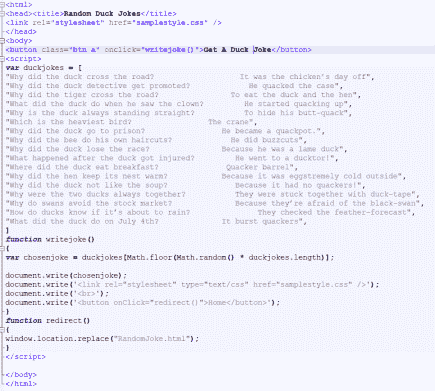 <html>
<head><title>Random Duck Jokes</title>
<link rel="stylesheet" href="samplestyle.css" />
</head>
<body>
<button class="btn a" onclick="writejoke()">Get A Duck Joke</button>
<script>
var duckjokes = [
"Why did the duck cross the road? It was the chicken's day off",
"Why did the duck detective get promoted? He quacked the case",
"Why did the tiger cross the road? To eat the duck and the hen",
"What did the duck do when he saw the clown? He started quacking up",
"Why is the duck always standing straight? To hide his butt-quack",
"Which is the heaviest bird? The crane",
"Why did the duck go to prison? He became a quackpot.",
"Why did the bee do his own haircuts? He did buzzcuts",
"Why did the duck lose the race? Because he was a lame duck",
"What happened after the duck got injured? He went to a ducktor!",
"Where did the duck eat breakfast? Quacker barrel",
"Why did the hen keep its nest warm? Because it was eggstremely cold outside",
"Why did the duck not like the soup? Because it had no quackers!",
"Why were the two ducks always together? They were stuck together with duck-tape",
"Why do swans avoid the stock market? Because they're afraid of the black-swan",
"How do ducks know if it's about to rain? They checked the feather-forecast",
"What did the duck do on July 4th? It burst quackers",
]
function writejoke()
{
var chosenjoke = duckjokes[Math.floor(Math.random() * duckjokes.length)];
document.write(chosenjoke);
document.write('<link rel="stylesheet" type="text/css" href="samplestyle.css" />');
document.write('<br>');
document.write('<button onClick="redirect()">Home</button>');
}
function redirect()
{
window.location.replace("RandomJoke.html");
}
</script>
</body>
</html>